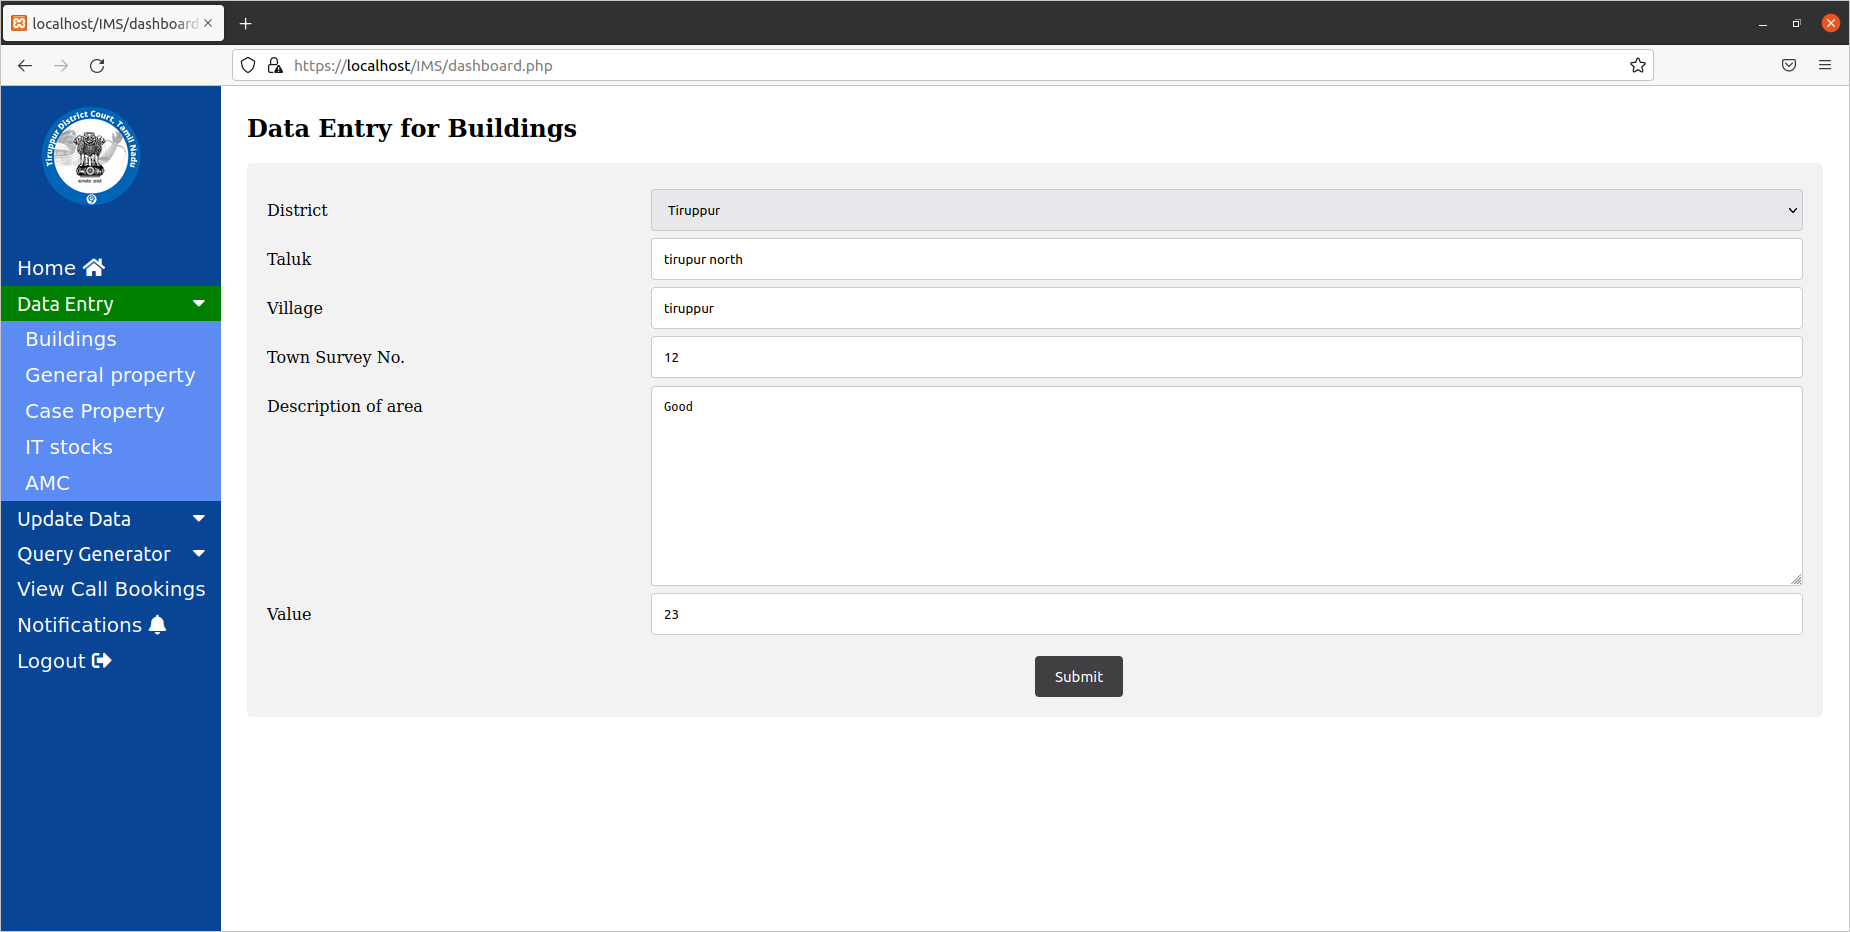 localhost/IMS/dashboard
https://localhost/IMS/dashboard.php
Tiruppur District Court, Tamil Nadu
Home
Data Entry
Buildings
General property
Case Property
IT stocks
AMC
Update Data
Query Generator
View Call Bookings
Notifications
Logout
Data Entry for Buildings
District Tiruppur
Taluk tirupur north
Village tiruppur
Town Survey No. 12
Description of area Good
Value 23
Submit